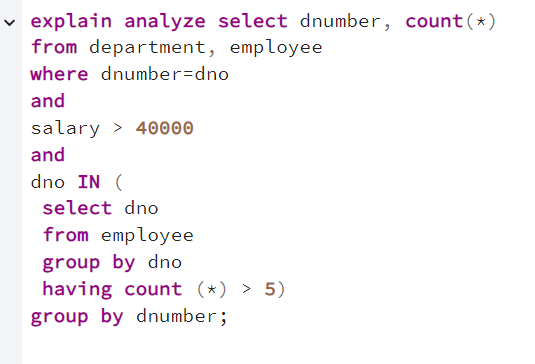 explain analyze select dnumber, count(*)
from department, employee
where dnumber=dno
and
salary > 40000
and
dno IN (
select dno
from employee
group by dno
having count (*) > 5)
group by dnumber;